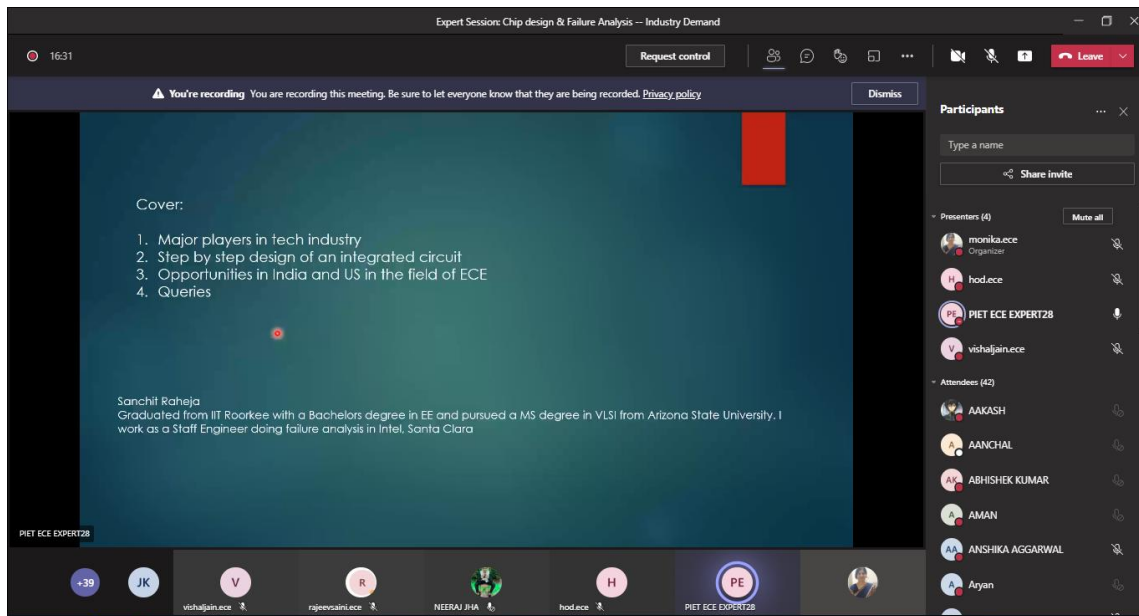 Expert Session: Chip design & Failure Analysis -- Industry Demand
16:31
Request control
Leave
You're recording You are recording this meeting. Be sure to let everyone know that they are being recorded. Privacy policy
Dismiss
Cover:
1. Major players in tech industry
2. Step by step design of an integrated circuit
3. Opportunities in India and US in the field of ECE
4. Queries
Sanchit Raheja
Graduated from IIT Roorkee with a Bachelors degree in EE and pursued a MS degree in VLSI from Arizona State University. I
work as a Staff Engineer doing failure analysis in Intel, Santa Clara
PIET ECE EXPERT28
+39
JK
V
vishaljain.ece
R
rajeevsaini.ece
NEERAJ JHA
H
hod.ece
PE
PIET ECE EXPERT28
Participants
Type a name
Share invite
Presenters (4)
Mute all
monika.ece
Organizer
H hod.ece
PE PIET ECE EXPERT28
V vishaljain.ece
Attendees (42)
AAKASH
A AANCHAL
AK ABHISHEK KUMAR
A AMAN
AA ANSHIKA AGGARWAL
A Aryan